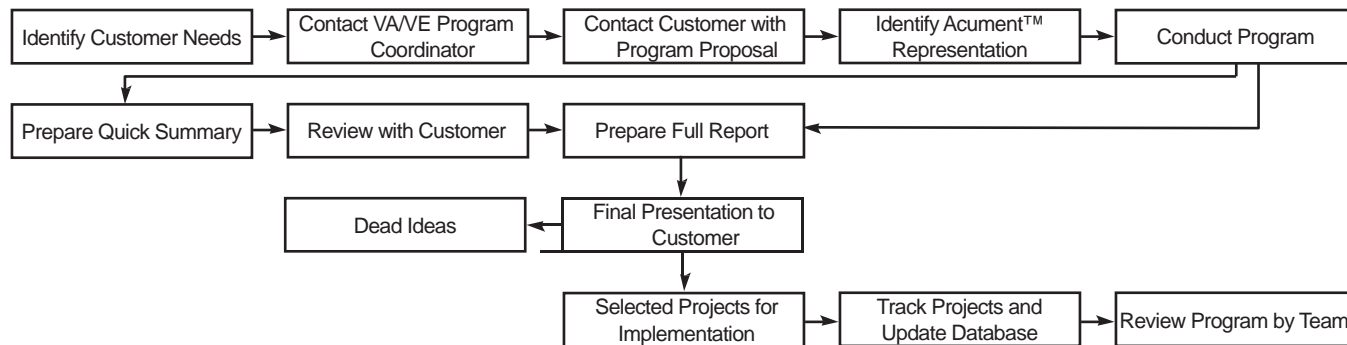 Identify Customer Needs
Contact VA/VE Program
Coordinator
Contact Customer with
Program Proposal
Identify Acument™
Representation
Conduct Program
Prepare Quick Summary
Review with Customer
Prepare Full Report
Dead Ideas
Final Presentation to
Customer
Selected Projects for
Implementation
Track Projects and
Update Database
Review Program by Team